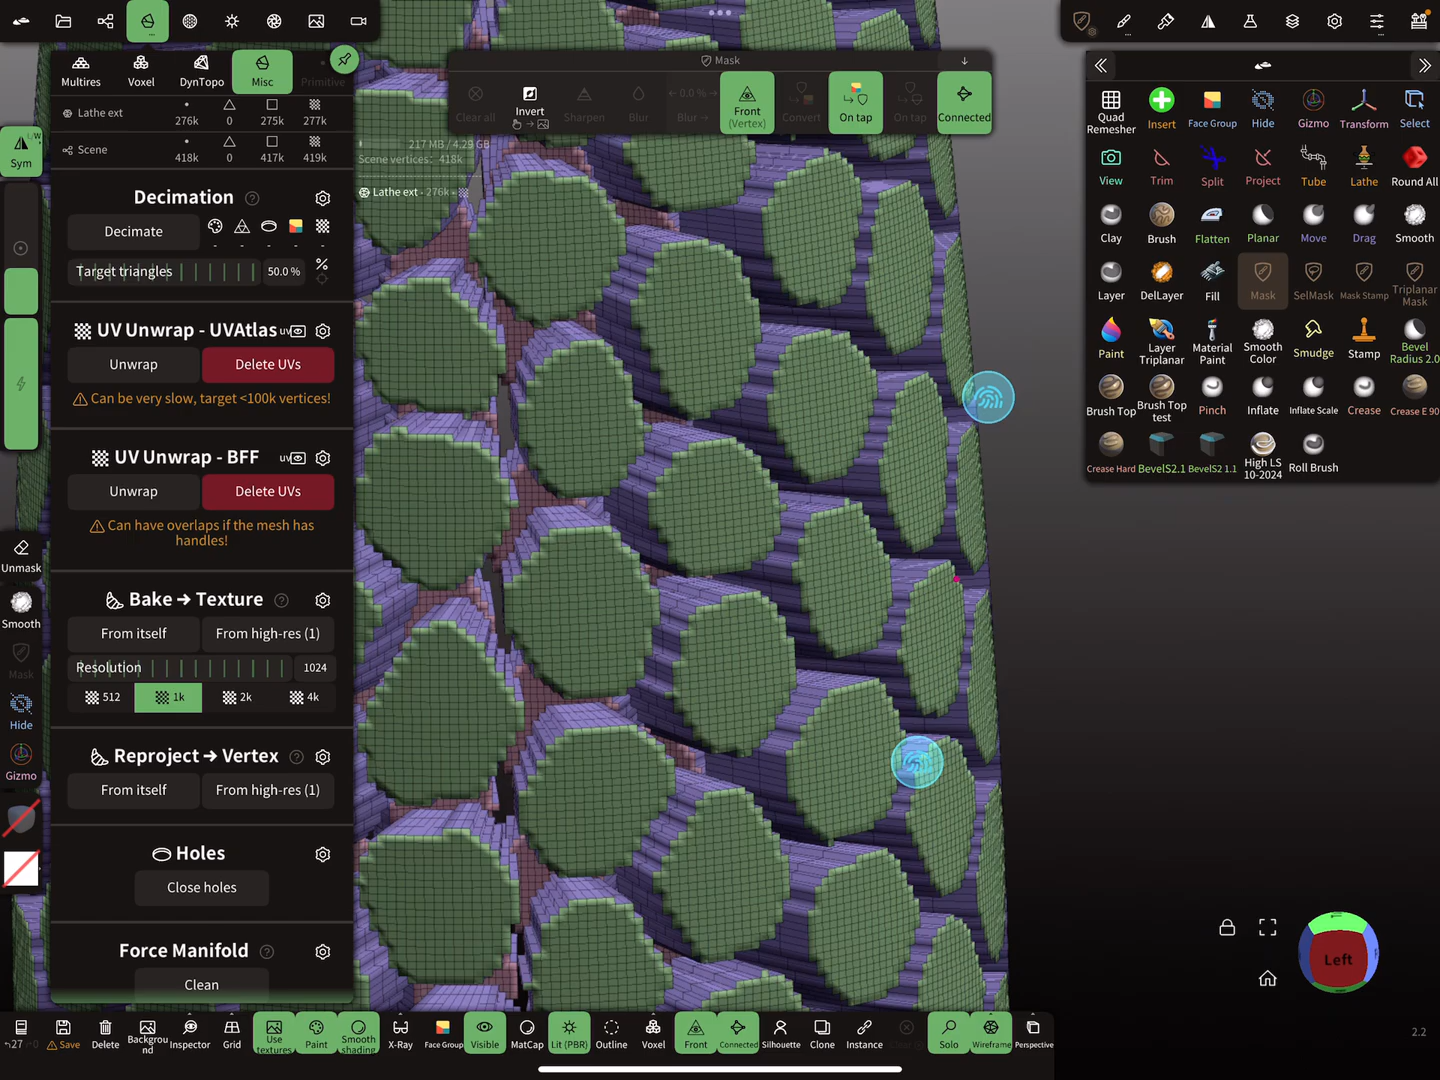 Multires
Voxel
DynTopo
Misc
Primitive
Lathe ext
276k
0
275k
277k
Scene
418k
0
417k
419k
Sym
Decimation
Decimate
Target triangles
50.0 %
%
UV Unwrap - UVAtlas
Unwrap
Delete UVs
Can be very slow, target <100k vertices!
UV Unwrap - BFF
Unwrap
Delete UVs
Can have overlaps if the mesh has
handles!
Bake → Texture
From itself
From high-res (1)
Resolution
1024
512
1k
2k
4k
Reproject → Vertex
From itself
From high-res (1)
Holes
Close holes
Force Manifold
Clean
Unmask
Smooth
Mask
Hide
Gizmo
Mask
Clear all
Invert
Sharpen
Blur
← 0.0 % →
Blur →
Front
(Vertex)
Convert
On tap
On tap
Connected
217 MB / 4.29 GB
Scene vertices: 418k
Lathe ext · 276k ·
Quad
Remesher
Insert
Face Group
Hide
Gizmo
Transform
Select
View
Trim
Split
Project
Tube
Lathe
Round All
Clay
Brush
Flatten
Planar
Move
Drag
Smooth
Layer
DelLayer
Fill
Mask
SelMask
Mask Stamp
Triplanar
Mask
Paint
Layer
Triplanar
Material
Paint
Smooth
Color
Smudge
Stamp
Bevel
Radius 2.0
Brush Top
Brush Top
test
Pinch
Inflate
Inflate Scale
Crease
Crease E 90
Crease Hard
BevelS2.1
BevelS2 1.1
High LS
10-2024
Roll Brush
Left
2.2
27
0
Save
Delete
Backgrou
nd
Inspector
Grid
Use
textures
Paint
Smooth
shading
X-Ray
Face Group
Visible
MatCap
Lit (PBR)
Outline
Voxel
Front
Connected
Silhouette
Clone
Instance
Solo
Wireframe
Perspective